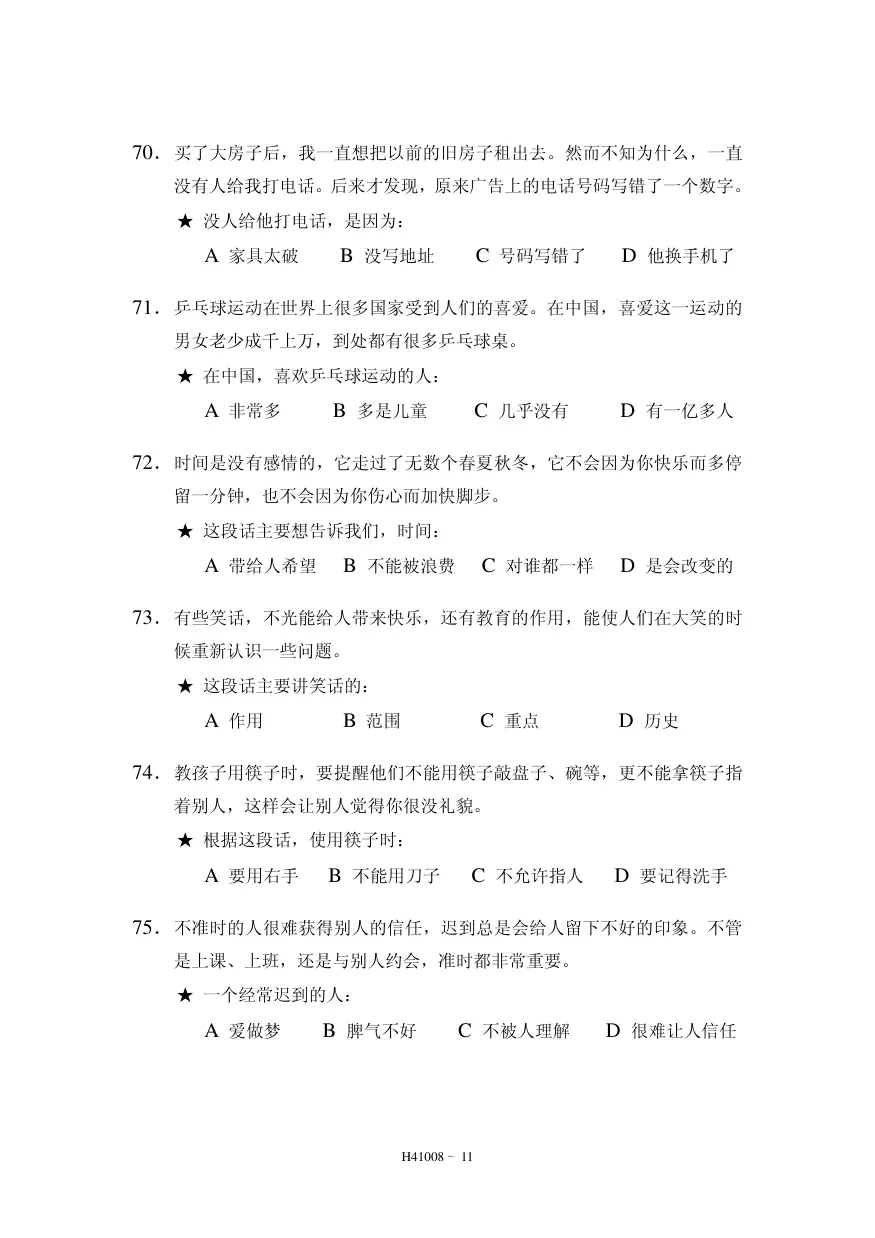 70．买了大房子后，我一直想把以前的旧房子租出去。然而不知为什么，一直
没有人给我打电话。后来才发现，原来广告上的电话号码写错了一个数字。
★ 没人给他打电话，是因为：
A 家具太破 B 没写地址 C 号码写错了 D 他换手机了
71．乒乓球运动在世界上很多国家受到人们的喜爱。在中国，喜爱这一运动的
男女老少成千上万，到处都有很多乒乓球桌。
★ 在中国，喜欢乒乓球运动的人：
A 非常多 B 多是儿童 C 几乎没有 D 有一亿多人
72．时间是没有感情的，它走过了无数个春夏秋冬，它不会因为你快乐而多停
留一分钟，也不会因为你伤心而加快脚步。
★ 这段话主要想告诉我们，时间：
A 带给人希望 B 不能被浪费 C 对谁都一样 D 是会改变的
73．有些笑话，不光能给人带来快乐，还有教育的作用，能使人们在大笑的时
候重新认识一些问题。
★ 这段话主要讲笑话的：
A 作用 B 范围 C 重点 D 历史
74．教孩子用筷子时，要提醒他们不能用筷子敲盘子、碗等，更不能拿筷子指
着别人，这样会让别人觉得你很没礼貌。
★ 根据这段话，使用筷子时：
A 要用右手 B 不能用刀子 C 不允许指人 D 要记得洗手
75．不准时的人很难获得别人的信任，迟到总是会给人留下不好的印象。不管
是上课、上班，还是与别人约会，准时都非常重要。
★ 一个经常迟到的人：
A 爱做梦 B 脾气不好 C 不被人理解 D 很难让人信任
H41008﹣ 11